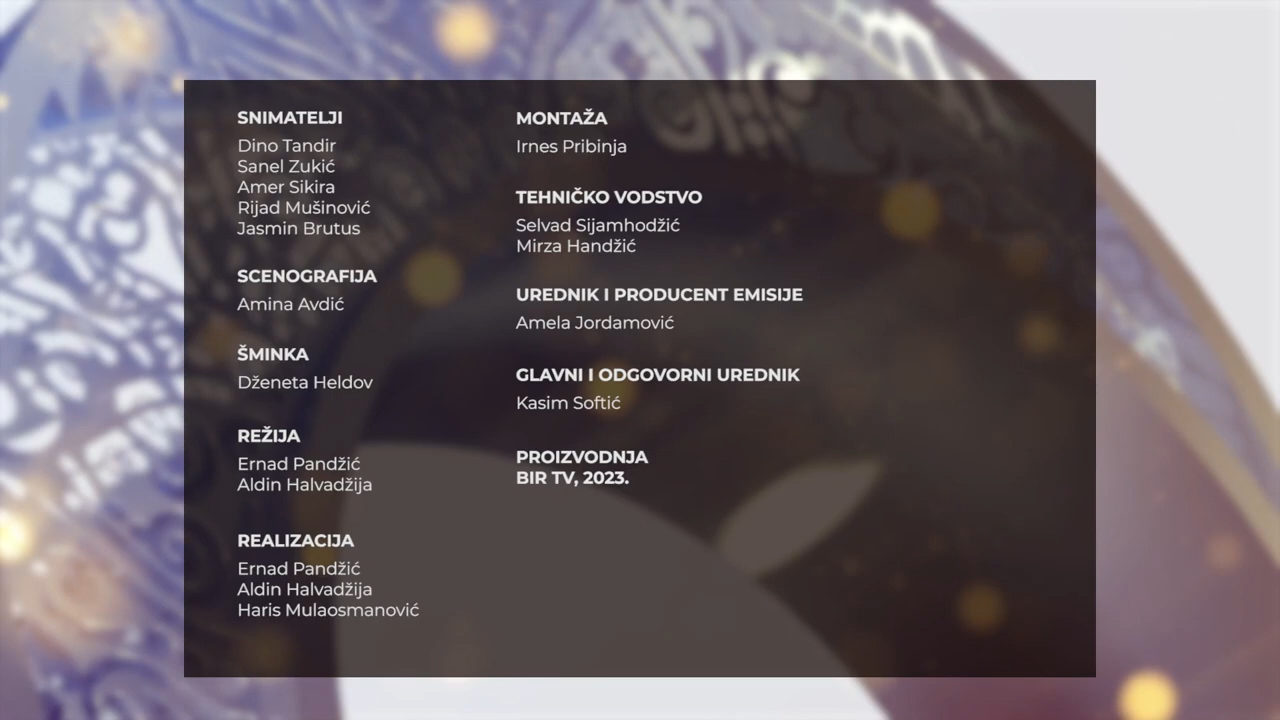 SNIMATELJI
Dino Tandir
Sanel Zukić
Amer Sikira
Rijad Mušinović
Jasmin Brutus
SCENOGRAFIJA
Amina Avdić
ŠMINKA
Dženeta Heldov
REŽIJA
Ernad Pandžić
Aldin Halvadžija
REALIZACIJA
Ernad Pandžić
Aldin Halvadžija
Haris Mulaosmanović
MONTAŽA
Irnes Pribinja
TEHNIČKO VODSTVO
Selvad Sijamhodžić
Mirza Handžić
UREDNIK I PRODUCENT EMISIJE
Amela Jordamović
GLAVNI I ODGOVORNI UREDNIK
Kasim Softić
PROIZVODNJA
BIR TV, 2023.